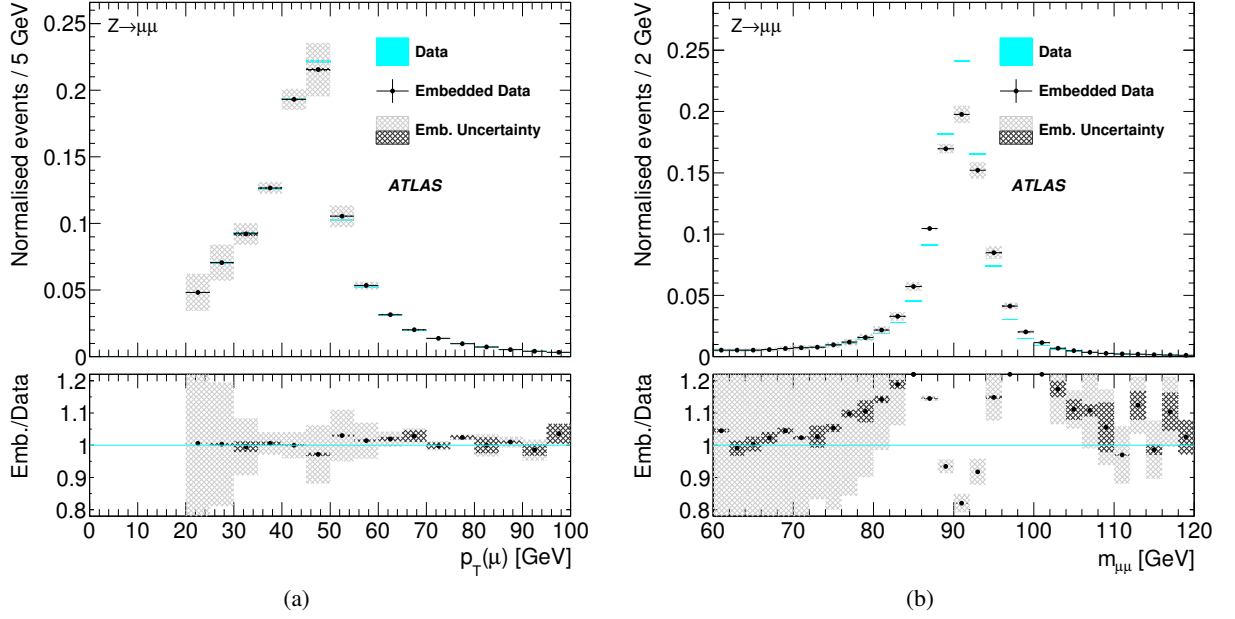 Z→μμ
Normalised events / 5 GeV
0.25
0.2
0.15
0.1
0.05
0
Data
Embedded Data
Emb. Uncertainty
ATLAS
Emb./Data
1.2
1.1
1
0.9
0.8
0 10 20 30 40 50 60 70 80 90 100
p_T(μ) [GeV]
(a)
Z→μμ
Normalised events / 2 GeV
0.25
0.2
0.15
0.1
0.05
0
Data
Embedded Data
Emb. Uncertainty
ATLAS
Emb./Data
1.2
1.1
1
0.9
0.8
60 70 80 90 100 110 120
m_μμ [GeV]
(b)